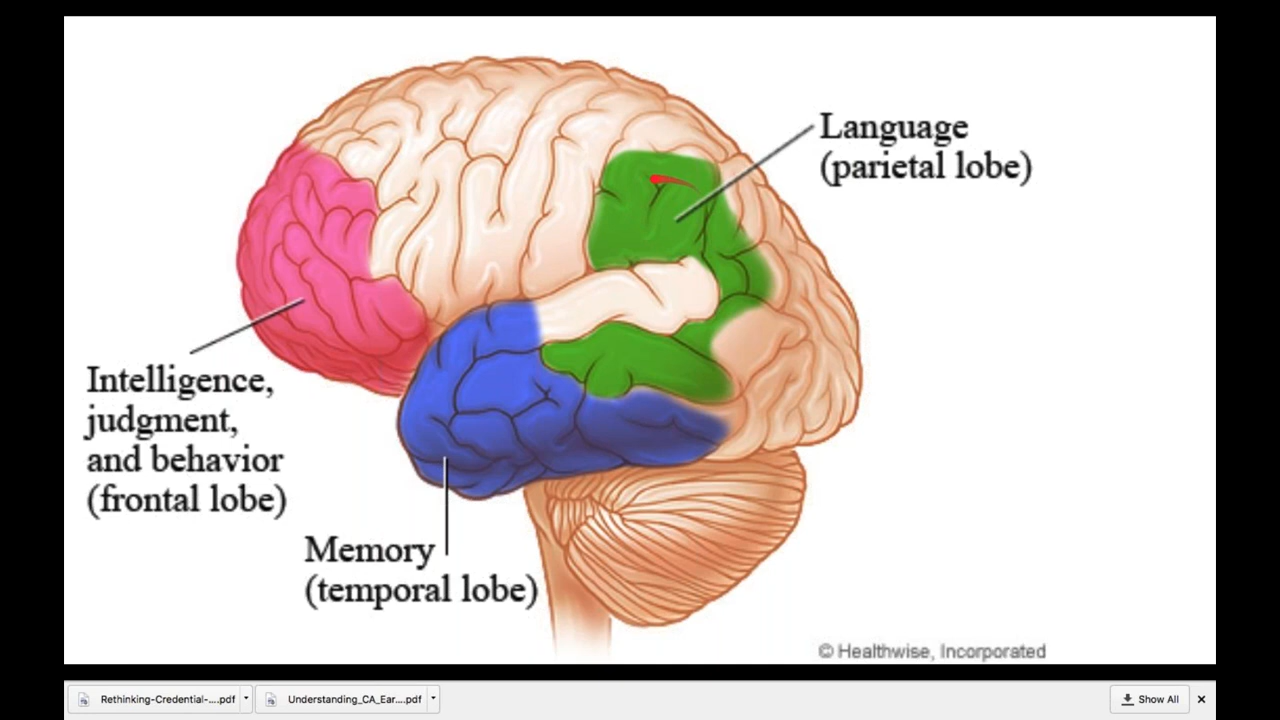 Language
(parietal lobe)
Intelligence,
judgment,
and behavior
(frontal lobe)
Memory
(temporal lobe)
© Healthwise, Incorporated
Rethinking-Credential-....pdf
Understanding_CA_Ear....pdf
Show All